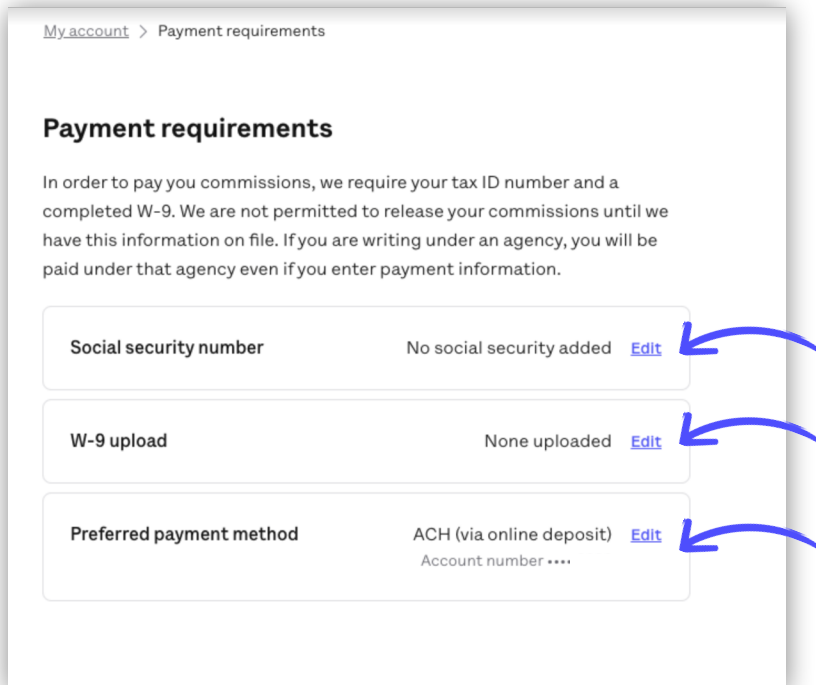 My account > Payment requirements
Payment requirements
In order to pay you commissions, we require your tax ID number and a
completed W-9. We are not permitted to release your commissions until we
have this information on file. If you are writing under an agency, you will be
paid under that agency even if you enter payment information.
Social security number No social security added Edit
W-9 upload None uploaded Edit
Preferred payment method ACH (via online deposit) Edit
Account number ••••